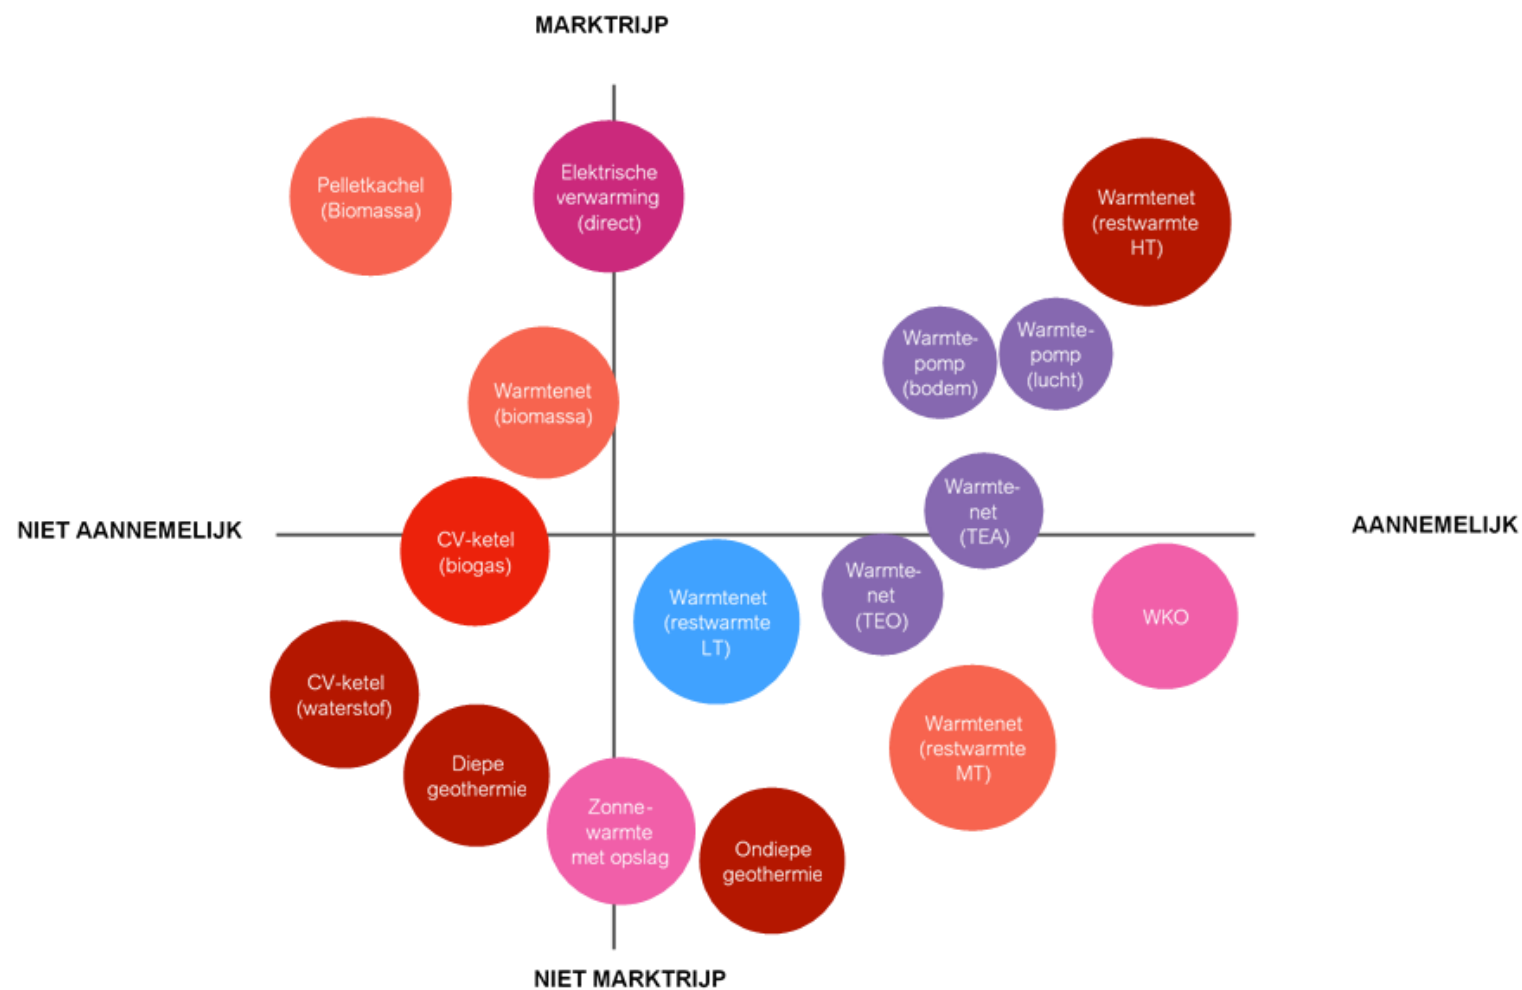 MARKTRIJP
Pelletkachel
(Biomassa)
Elektrische
verwarming
(direct)
Warmtenet
(restwarmte
HT)
Warmte-
pomp
(bodem)
Warmte-
pomp
(lucht)
Warmtenet
(biomassa)
Warmte-
net
(TEA)
NIET AANNEMELIJK
AANNEMELIJK
CV-ketel
(biogas)
Warmtenet
(restwarmte
LT)
Warmte-
net
(TEO)
WKO
CV-ketel
(waterstof)
Diepe
geothermie
Warmtenet
(restwarmte
MT)
Zonne-
warmte
met opslag
Ondiepe
geothermie
NIET MARKTRIJP